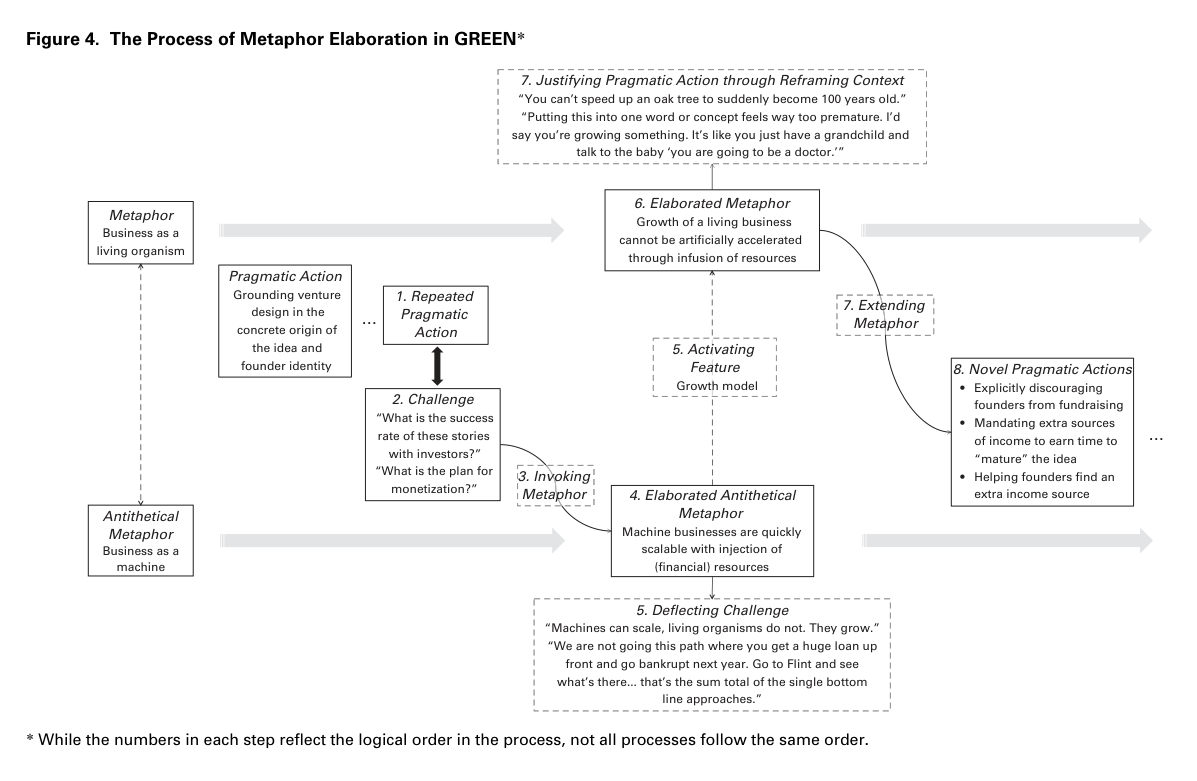 Figure 4. The Process of Metaphor Elaboration in GREEN*
7. Justifying Pragmatic Action through Reframing Context
“You can’t speed up an oak tree to suddenly become 100 years old.”
“Putting this into one word or concept feels way too premature. I’d
say you’re growing something. It’s like you just have a grandchild and
talk to the baby ‘you are going to be a doctor.’”
Metaphor
Business as a
living organism
6. Elaborated Metaphor
Growth of a living business
cannot be artificially accelerated
through infusion of resources
Pragmatic Action
Grounding venture
design in the
concrete origin of
the idea and
founder identity
...
1. Repeated
Pragmatic
Action
7. Extending
Metaphor
5. Activating
Feature
Growth model
8. Novel Pragmatic Actions
• Explicitly discouraging
founders from fundraising
• Mandating extra sources
of income to earn time to
“mature” the idea
• Helping founders find an
extra income source
...
2. Challenge
“What is the success
rate of these stories
with investors?”
“What is the plan for
monetization?”
3. Invoking
Metaphor
4. Elaborated Antithetical
Metaphor
Machine businesses are quickly
scalable with injection of
(financial) resources
Antithetical
Metaphor
Business as a
machine
5. Deflecting Challenge
“Machines can scale, living organisms do not. They grow.”
“We are not going this path where you get a huge loan up
front and go bankrupt next year. Go to Flint and see
what’s there... that’s the sum total of the single bottom
line approaches.”
* While the numbers in each step reflect the logical order in the process, not all processes follow the same order.